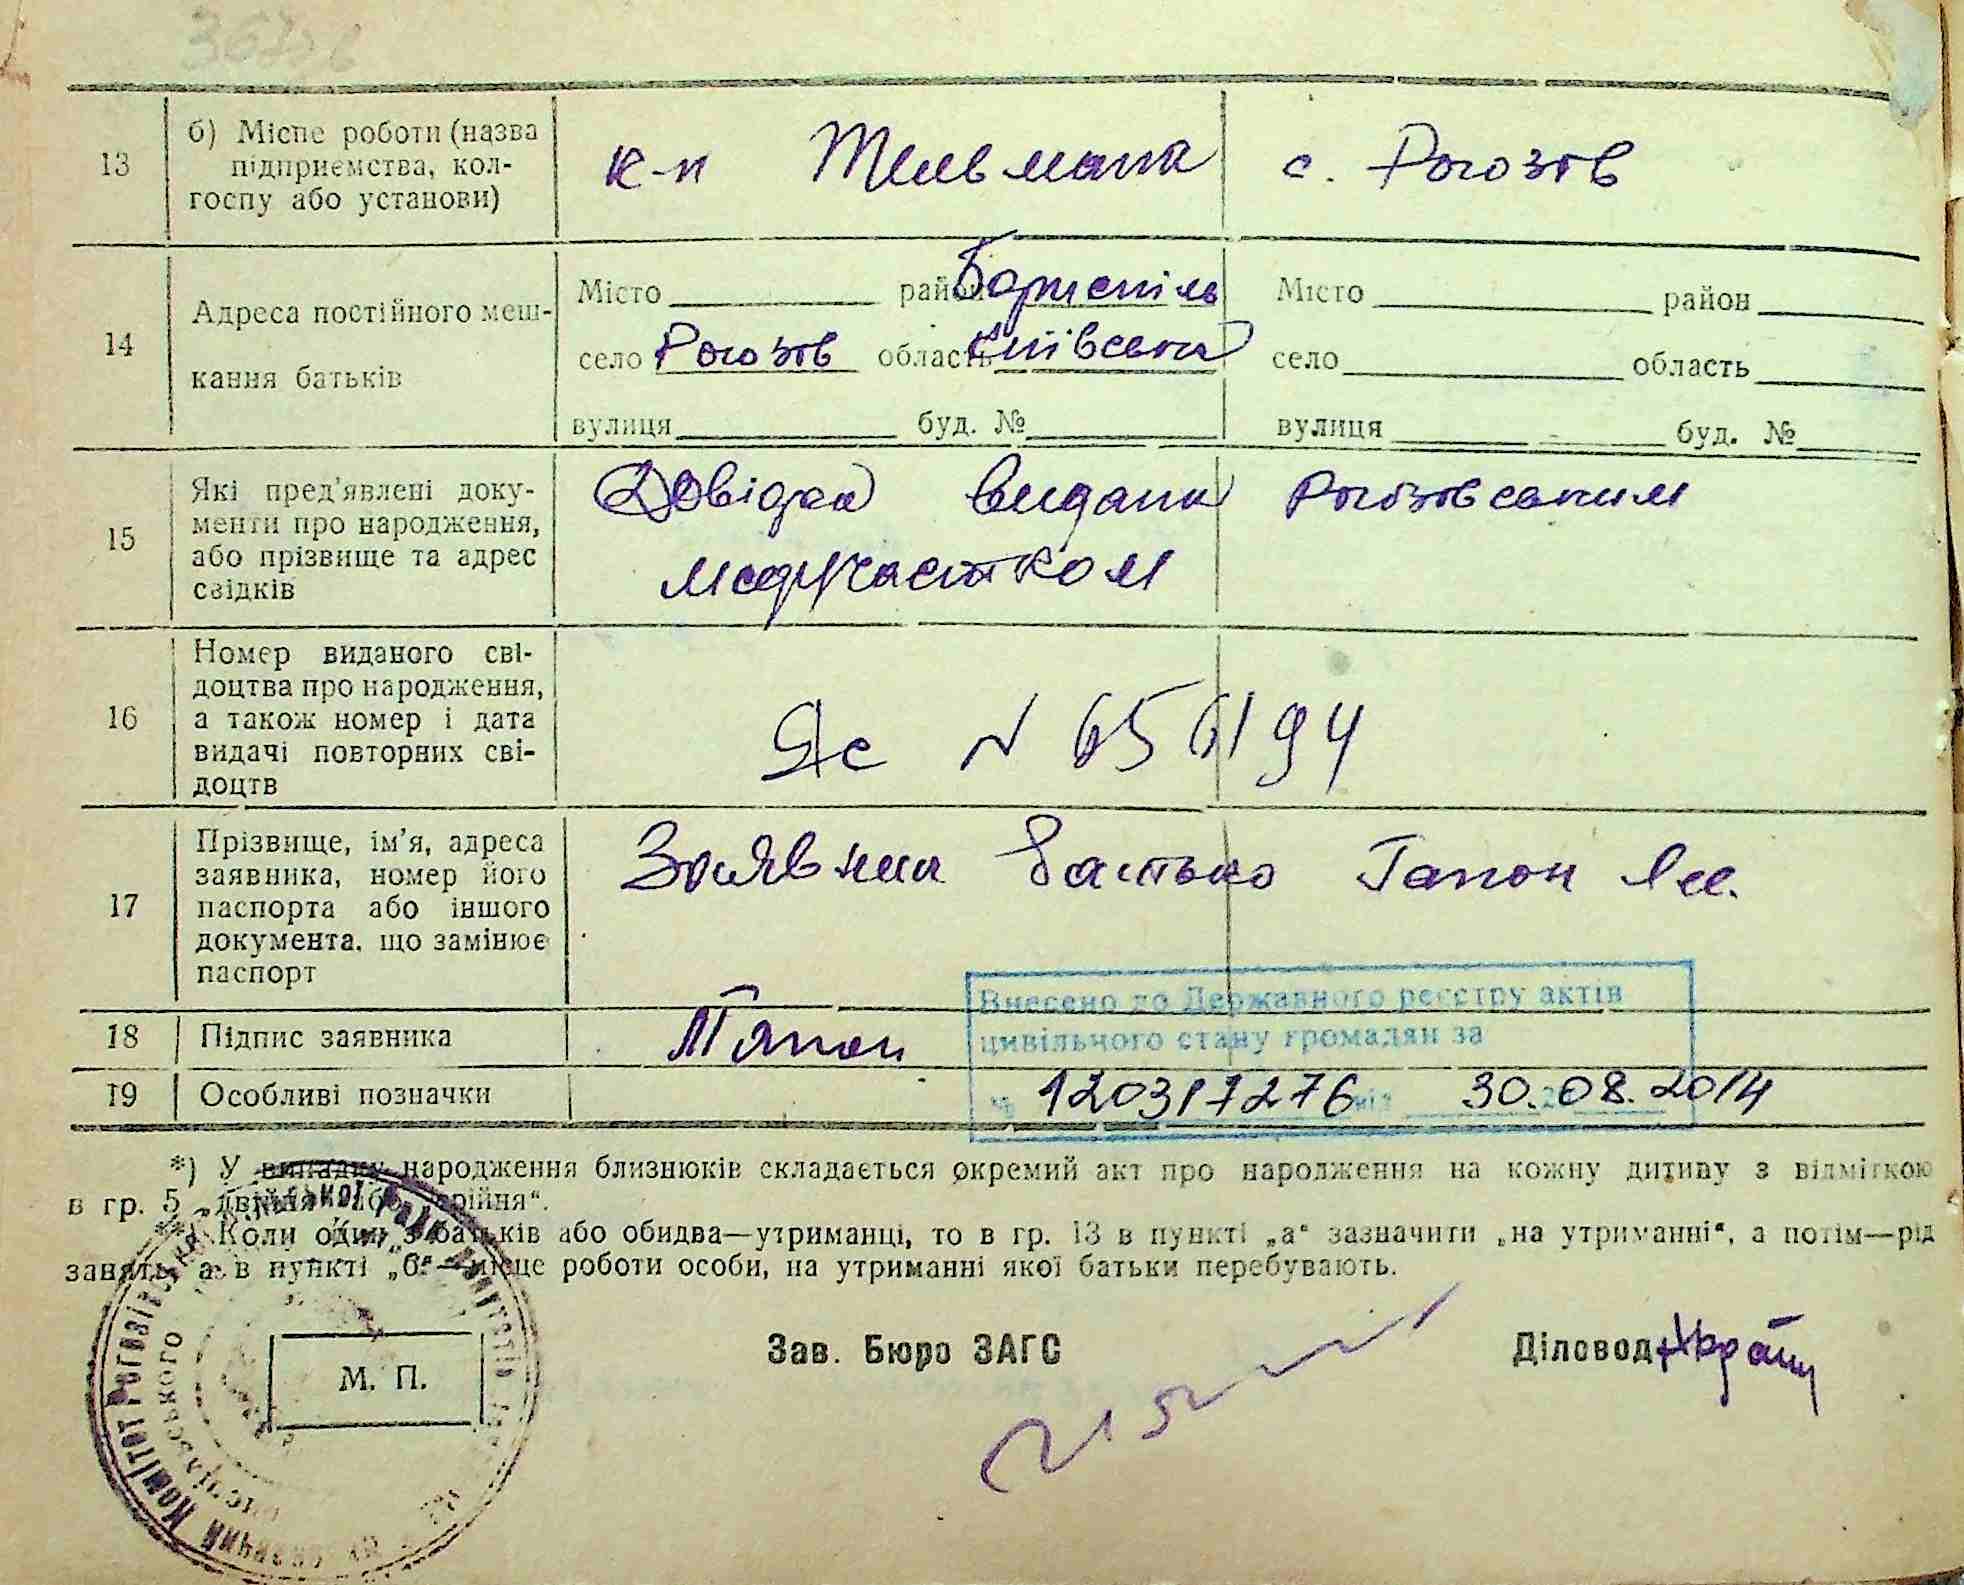 13
б) Місце роботи (назва
підприємства, кол-
госпу або установи)
к-п Тельмана с. Рогозів
14
Адреса постійного меш-
кання батьків
Місто район Бориспіль
село Рогозів область Київська
вулиця буд. №
Місто район
село область
вулиця буд. №
15
Які пред'явлені доку-
менти про народження,
або прізвище та адрес
свідків
Довідка видана Рогозовським
медучастком
16
Номер виданого сві-
доцтва про народження,
а також номер і дата
видачі повторних сві-
доцтв
Яс № 656194
17
Прізвище, ім'я, адреса
заявника, номер його
паспорта або іншого
документа, що замінює
паспорт
Заявник батько Гапон
18
Підпис заявника
Гапон
19
Особливі позначки
Внесено до Державного реєстру актів
цивільного стану громадян за
№ 120317276 від 30.08.2014
*) У випадку народження близнюків складається окремий акт про народження на кожну дитину з відміткою
в гр. 5 „двійня" або „трійня".
**) Коли один з батьків або обидва—утриманці, то в гр. 13 в пункті „а" зазначити „на утриманні", а потім—рід
занять, а в пункті „б"—місце роботи особи, на утриманні якої батьки перебувають.
М. П.
Зав. Бюро ЗАГС
Діловод